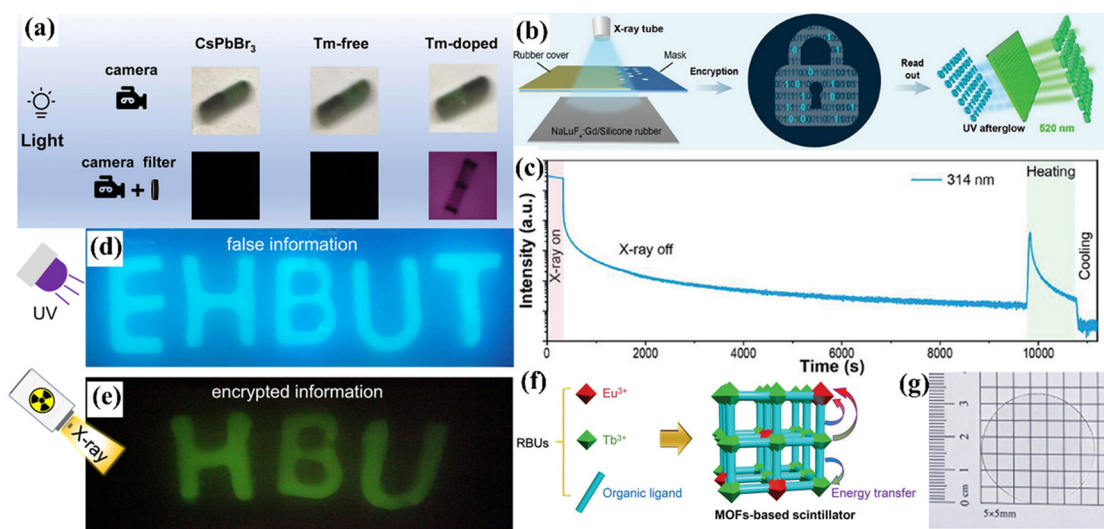 (a)
CsPbBr₃ Tm-free Tm-doped
camera
Light
camera filter
+
(b)
X-ray tube
Rubber cover
Mask
NaLuF₄:Gd/Silicone rubber
Encryption
Read
out
UV afterglow
520 nm
(c)
314 nm
Heating
X-ray on
X-ray off
Cooling
Intensity (a.u.)
0 2000 4000 6000 8000 10000
Time (s)
(d)
false information
EHBUT
UV
(e)
encrypted information
HBU
X-ray
(f)
RBUs
Eu³⁺
Tb³⁺
Organic ligand
Energy transfer
MOFs-based scintillator
(g)
3
2
1
0 cm
5×5mm